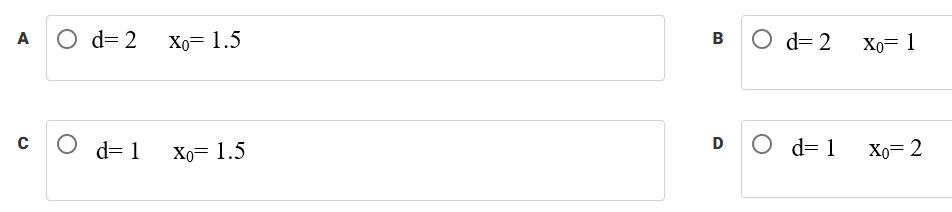 A d= 2 x₀= 1.5
B d= 2 x₀= 1
C d= 1 x₀= 1.5
D d= 1 x₀= 2